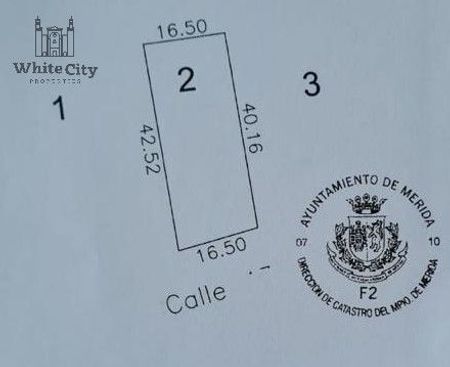 White City
PROPERTIES
16.50
1
2
3
42.52
40.16
16.50
Calle
AYUNTAMIENTO DE MERIDA
07
10
F2
DIRECCION DE CATASTRO DEL MPIO. DE MERIDA